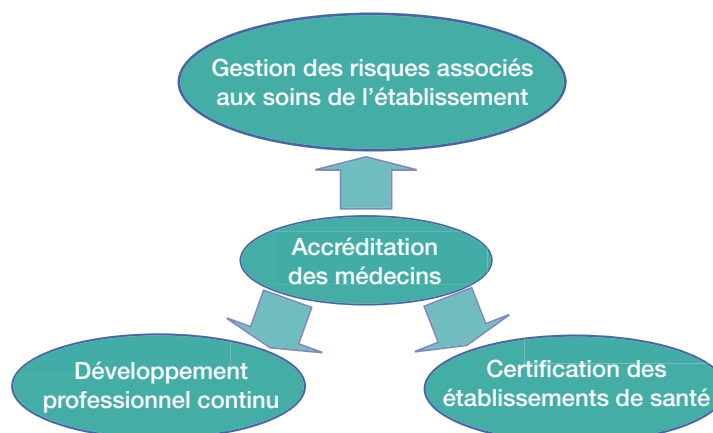 Gestion des risques associés
aux soins de l’établissement
Accréditation
des médecins
Développement
professionnel continu
Certification des
établissements de santé